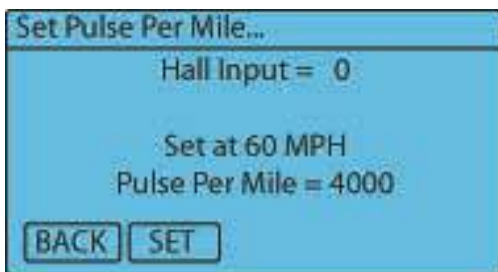 Set Pulse Per Mile...
Hall Input = 0
Set at 60 MPH
Pulse Per Mile = 4000
BACK SET